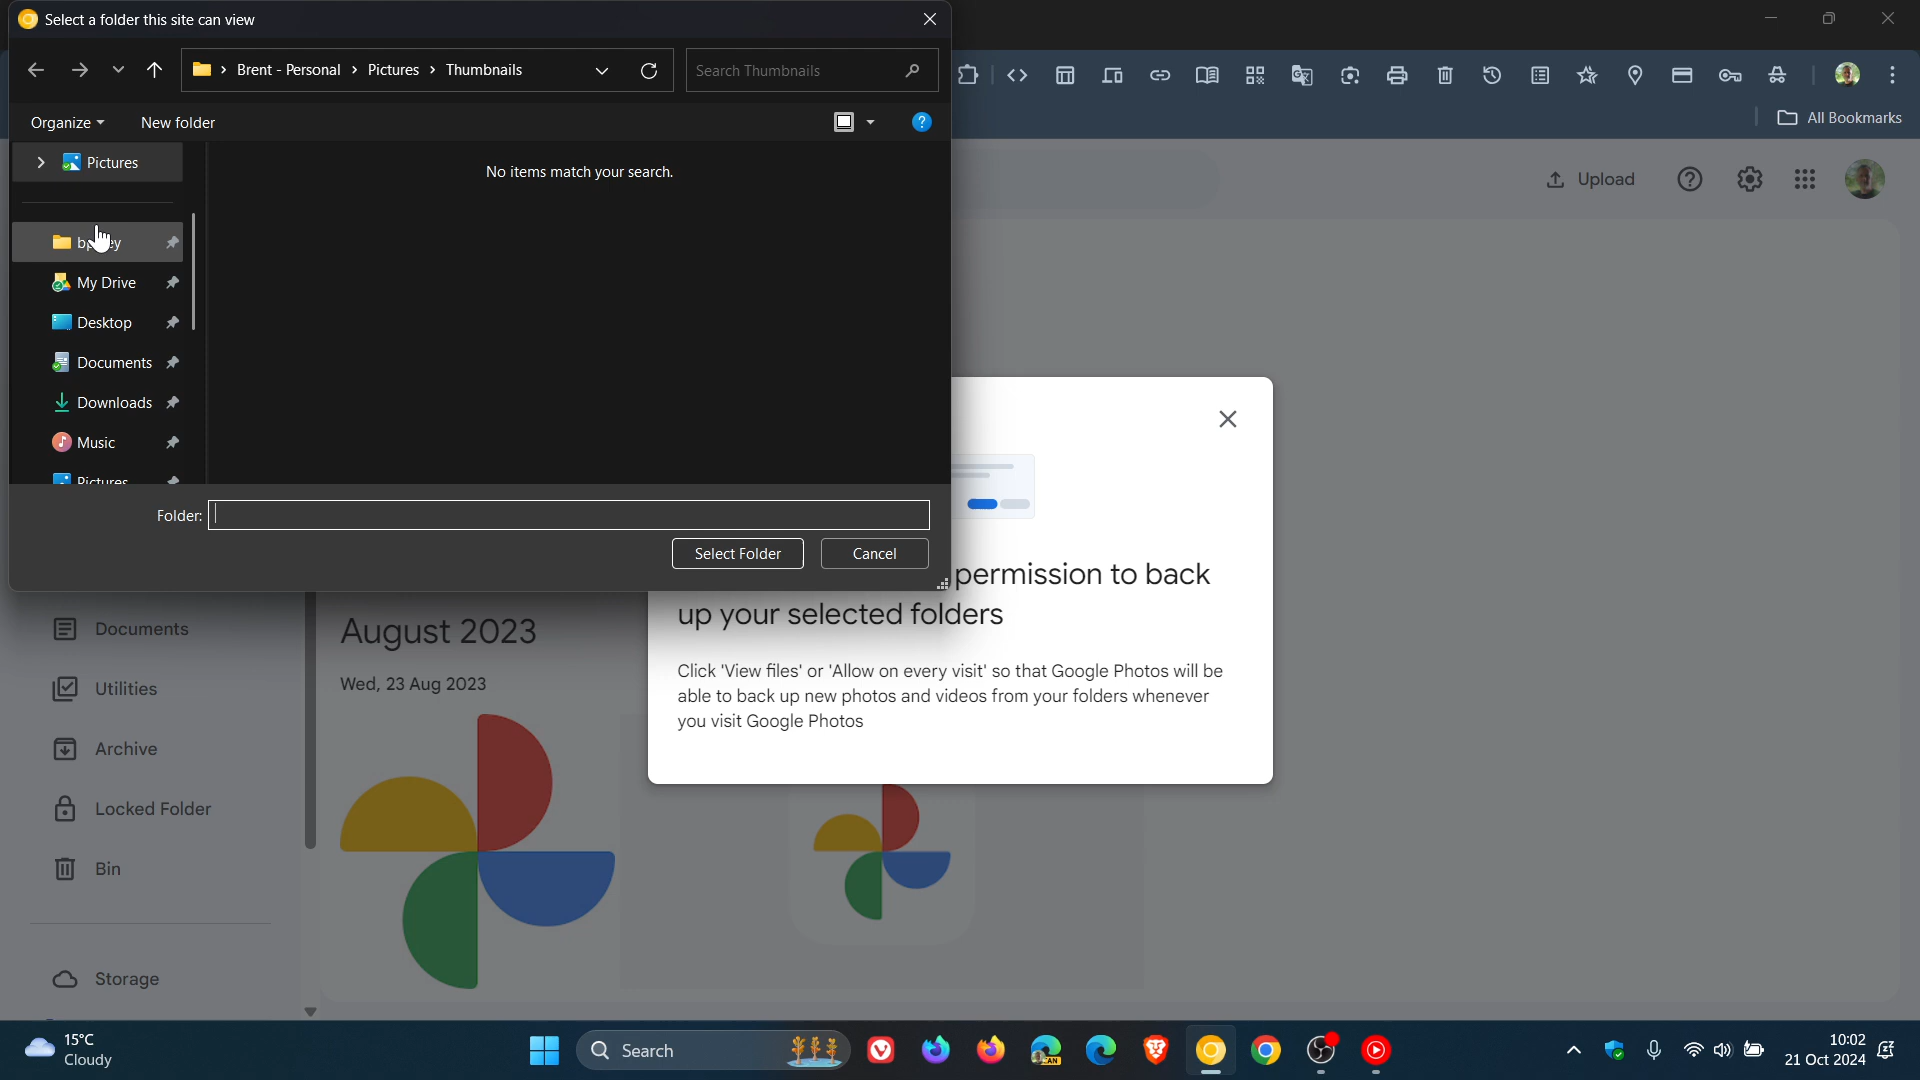 Select a folder this site can view
Brent - Personal > Pictures > Thumbnails
Search Thumbnails
Organize
New folder
All Bookmarks
Pictures
No items match your search.
Upload
My Drive
Desktop
Documents
Downloads
Music
Pictures
Folder:
Select Folder
Cancel
permission to back
up your selected folders
Click 'View files' or 'Allow on every visit' so that Google Photos will be
able to back up new photos and videos from your folders whenever
you visit Google Photos
Documents
Utilities
Archive
Locked Folder
Bin
Storage
August 2023
Wed, 23 Aug 2023
15°C
Cloudy
Search
CAN
10:02
21 Oct 2024